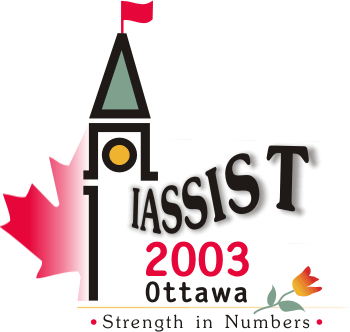 IASSIST
2003
Ottawa
• Strength in Numbers •